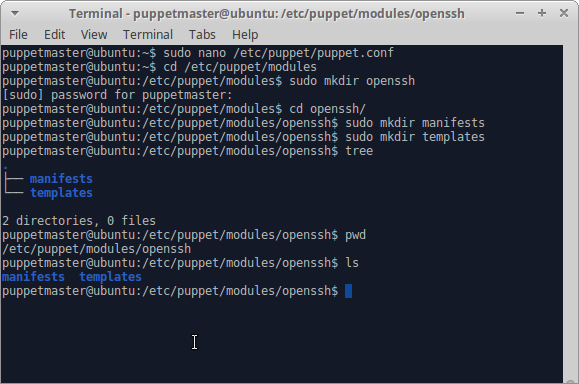 Terminal - puppetmaster@ubuntu: /etc/puppet/modules/openssh
File Edit View Terminal Tabs Help
puppetmaster@ubuntu:~$ sudo nano /etc/puppet/puppet.conf
puppetmaster@ubuntu:~$ cd /etc/puppet/modules
puppetmaster@ubuntu:/etc/puppet/modules$ sudo mkdir openssh
[sudo] password for puppetmaster:
puppetmaster@ubuntu:/etc/puppet/modules$ cd openssh/
puppetmaster@ubuntu:/etc/puppet/modules/openssh$ sudo mkdir manifests
puppetmaster@ubuntu:/etc/puppet/modules/openssh$ sudo mkdir templates
puppetmaster@ubuntu:/etc/puppet/modules/openssh$ tree
.
├── manifests
└── templates
2 directories, 0 files
puppetmaster@ubuntu:/etc/puppet/modules/openssh$ pwd
/etc/puppet/modules/openssh
puppetmaster@ubuntu:/etc/puppet/modules/openssh$ ls
manifests  templates
puppetmaster@ubuntu:/etc/puppet/modules/openssh$